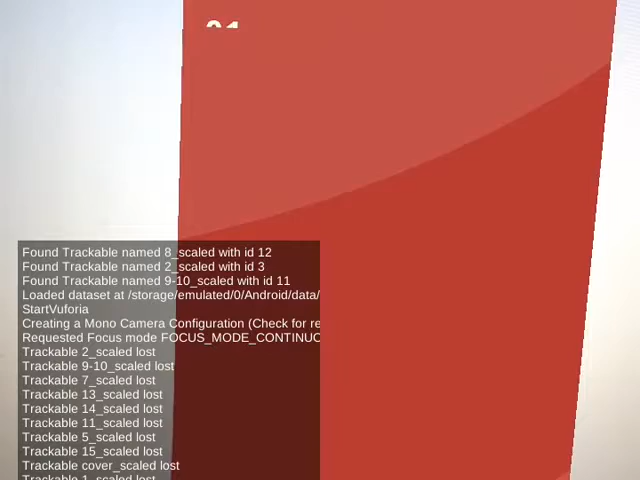 Found Trackable named 8_scaled with id 12
Found Trackable named 2_scaled with id 3
Found Trackable named 9-10_scaled with id 11
Loaded dataset at /storage/emulated/0/Android/data/
StartVuforia
Creating a Mono Camera Configuration (Check for re
Requested Focus mode FOCUS_MODE_CONTINUO
Trackable 2_scaled lost
Trackable 9-10_scaled lost
Trackable 7_scaled lost
Trackable 13_scaled lost
Trackable 14_scaled lost
Trackable 11_scaled lost
Trackable 5_scaled lost
Trackable 15_scaled lost
Trackable cover_scaled lost
Trackable 1_scaled lost